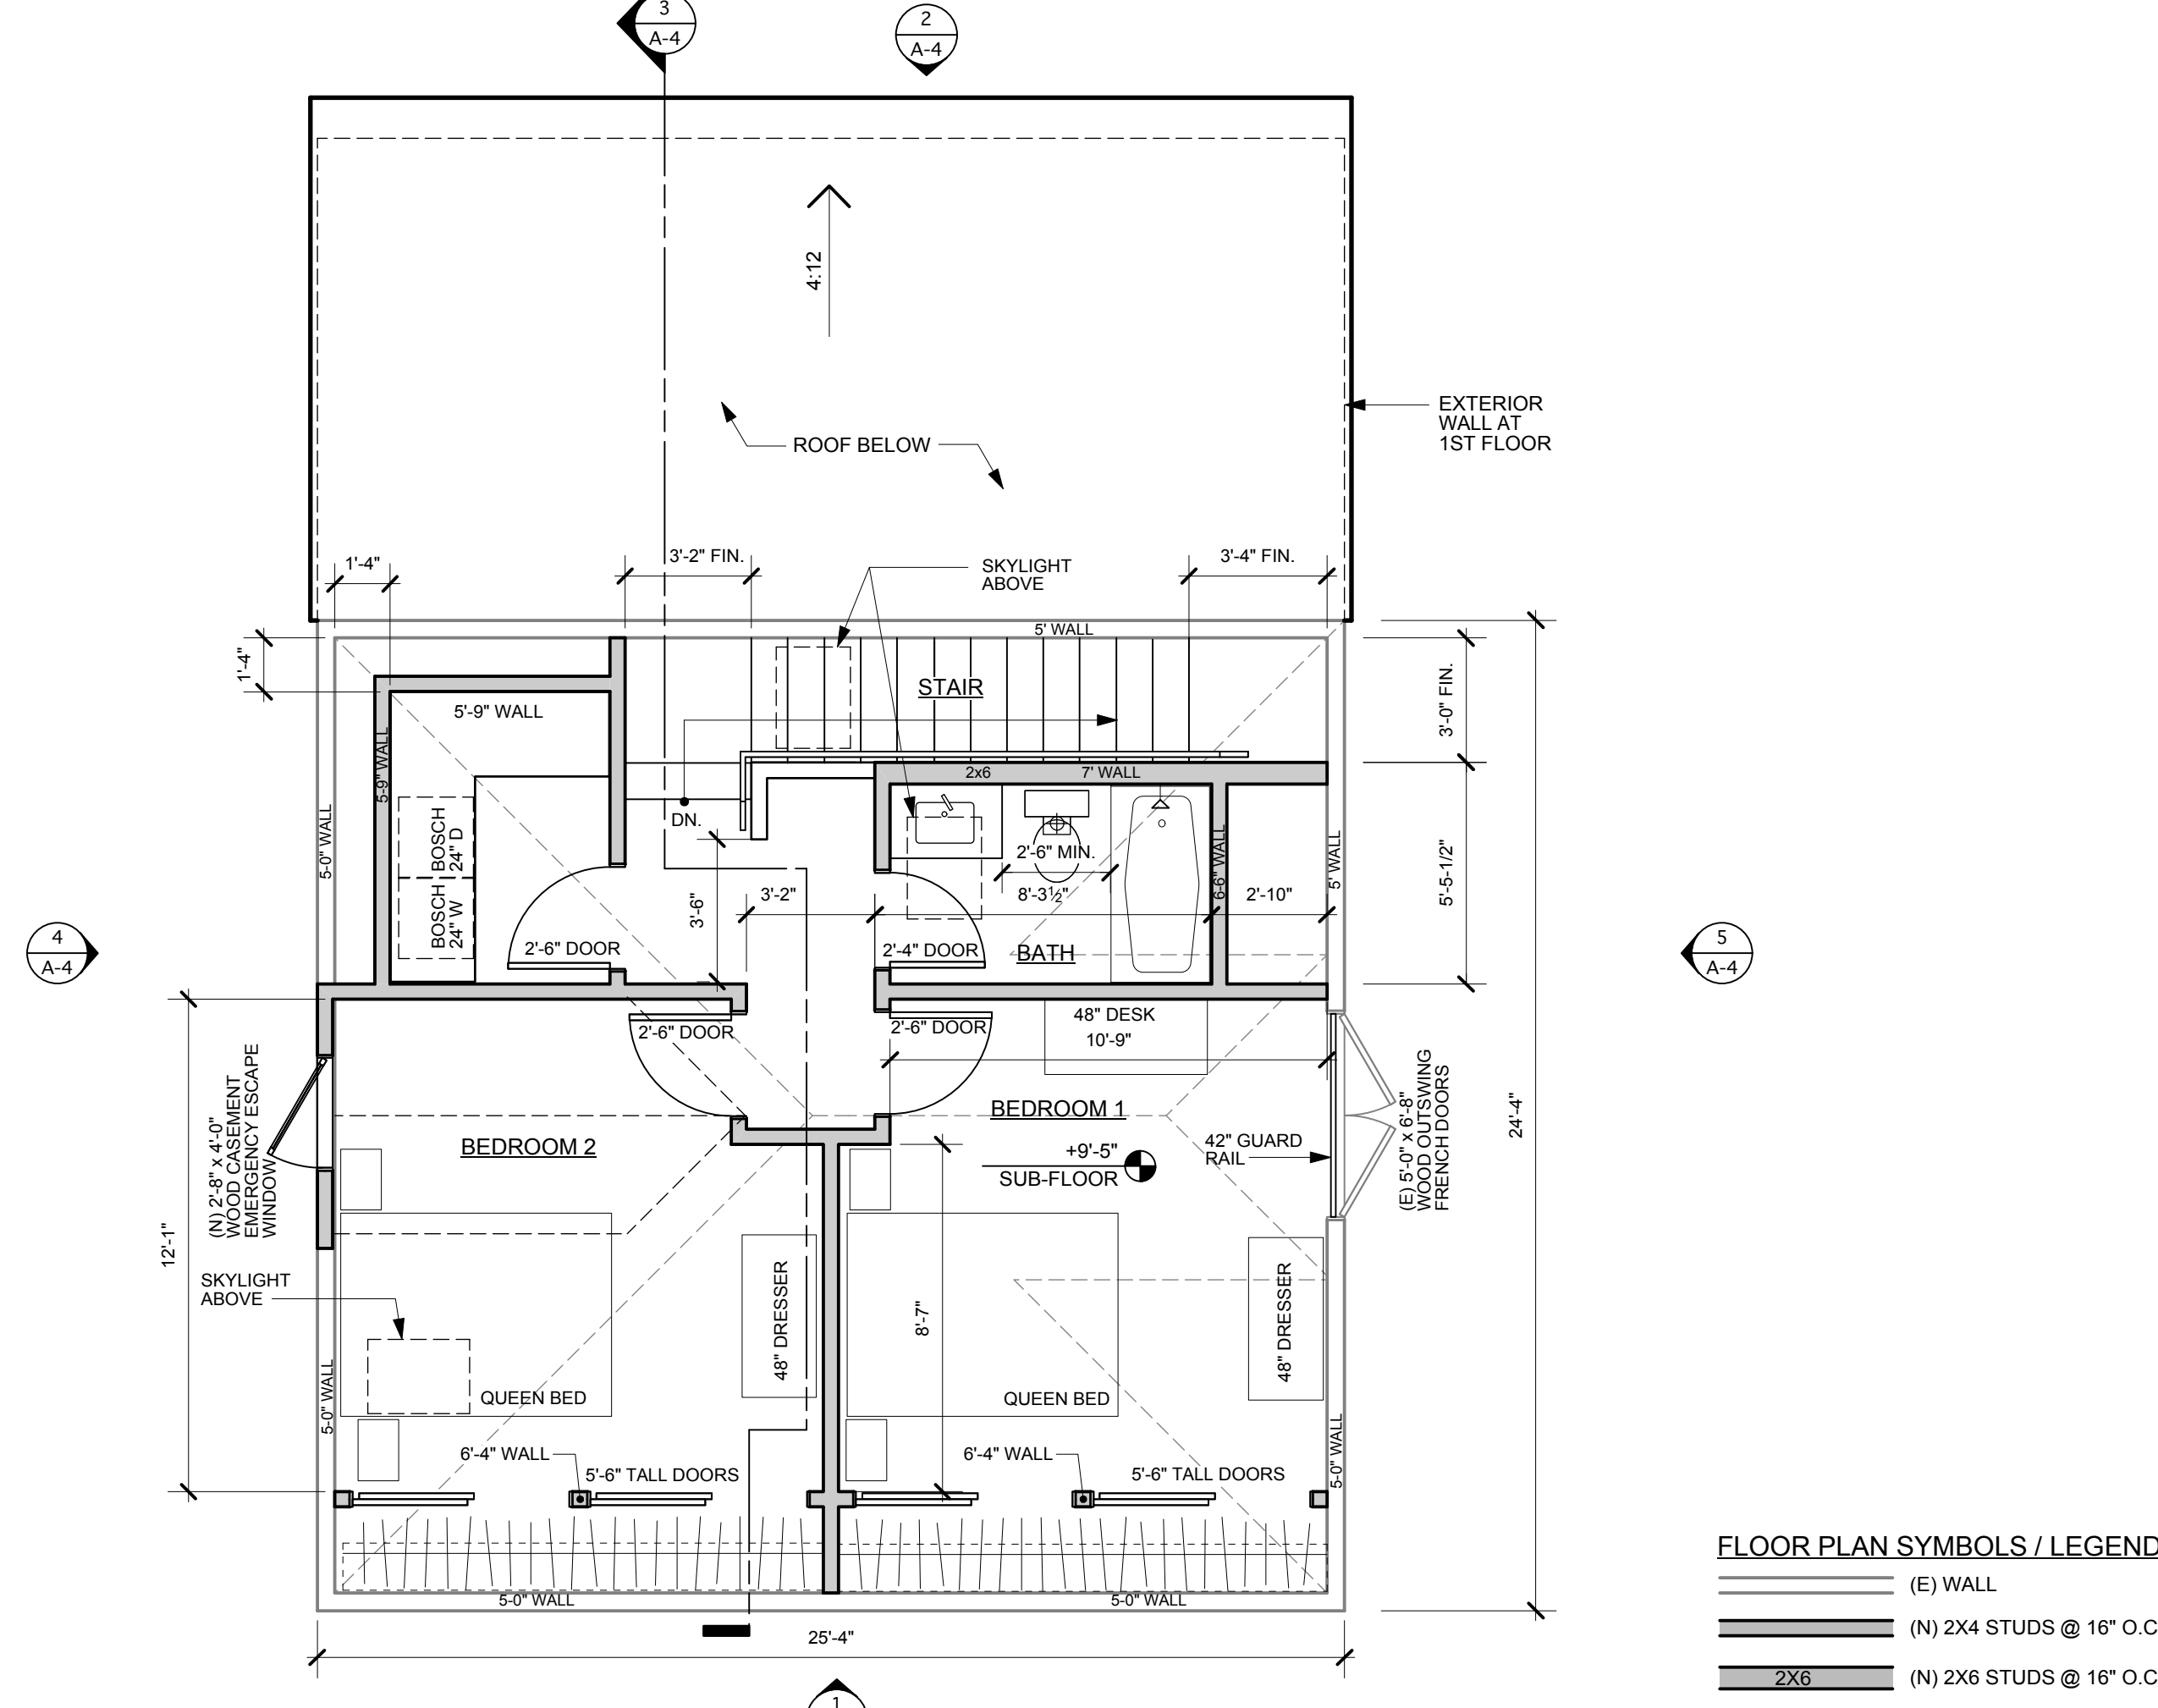 3
A-4
2
A-4
4:12
EXTERIOR
WALL AT
1ST FLOOR
ROOF BELOW
1'-4"
3'-2" FIN.
SKYLIGHT
ABOVE
3'-4" FIN.
5' WALL
1'-4"
STAIR
3'-0" FIN.
5'-9" WALL
5-9" WALL
2x6
7' WALL
5-0" WALL
BOSCH
24" D
BOSCH
24" W
DN.
2'-6" MIN.
8'-3½"
6-6" WALL
5' WALL
5'-5-1/2"
3'-6"
3'-2"
2'-10"
4
A-4
2'-6" DOOR
2'-4" DOOR
BATH
5
A-4
2'-6" DOOR
2'-6" DOOR
48" DESK
10'-9"
(N) 2'-8" x 4'-0"
WOOD CASEMENT
EMERGENCY ESCAPE
WINDOW
BEDROOM 2
BEDROOM 1
+9'-5"
SUB-FLOOR
42" GUARD
RAIL
(E) 5'-0" x 6'-8"
WOOD OUTSWING
FRENCH DOORS
24'-4"
12'-1"
SKYLIGHT
ABOVE
8'-7"
48" DRESSER
48" DRESSER
QUEEN BED
QUEEN BED
5-0" WALL
6'-4" WALL
5'-6" TALL DOORS
6'-4" WALL
5'-6" TALL DOORS
5-0" WALL
5-0" WALL
5-0" WALL
25'-4"
1
FLOOR PLAN SYMBOLS / LEGEND
(E) WALL
(N) 2X4 STUDS @ 16" O.C
2X6
(N) 2X6 STUDS @ 16" O.C